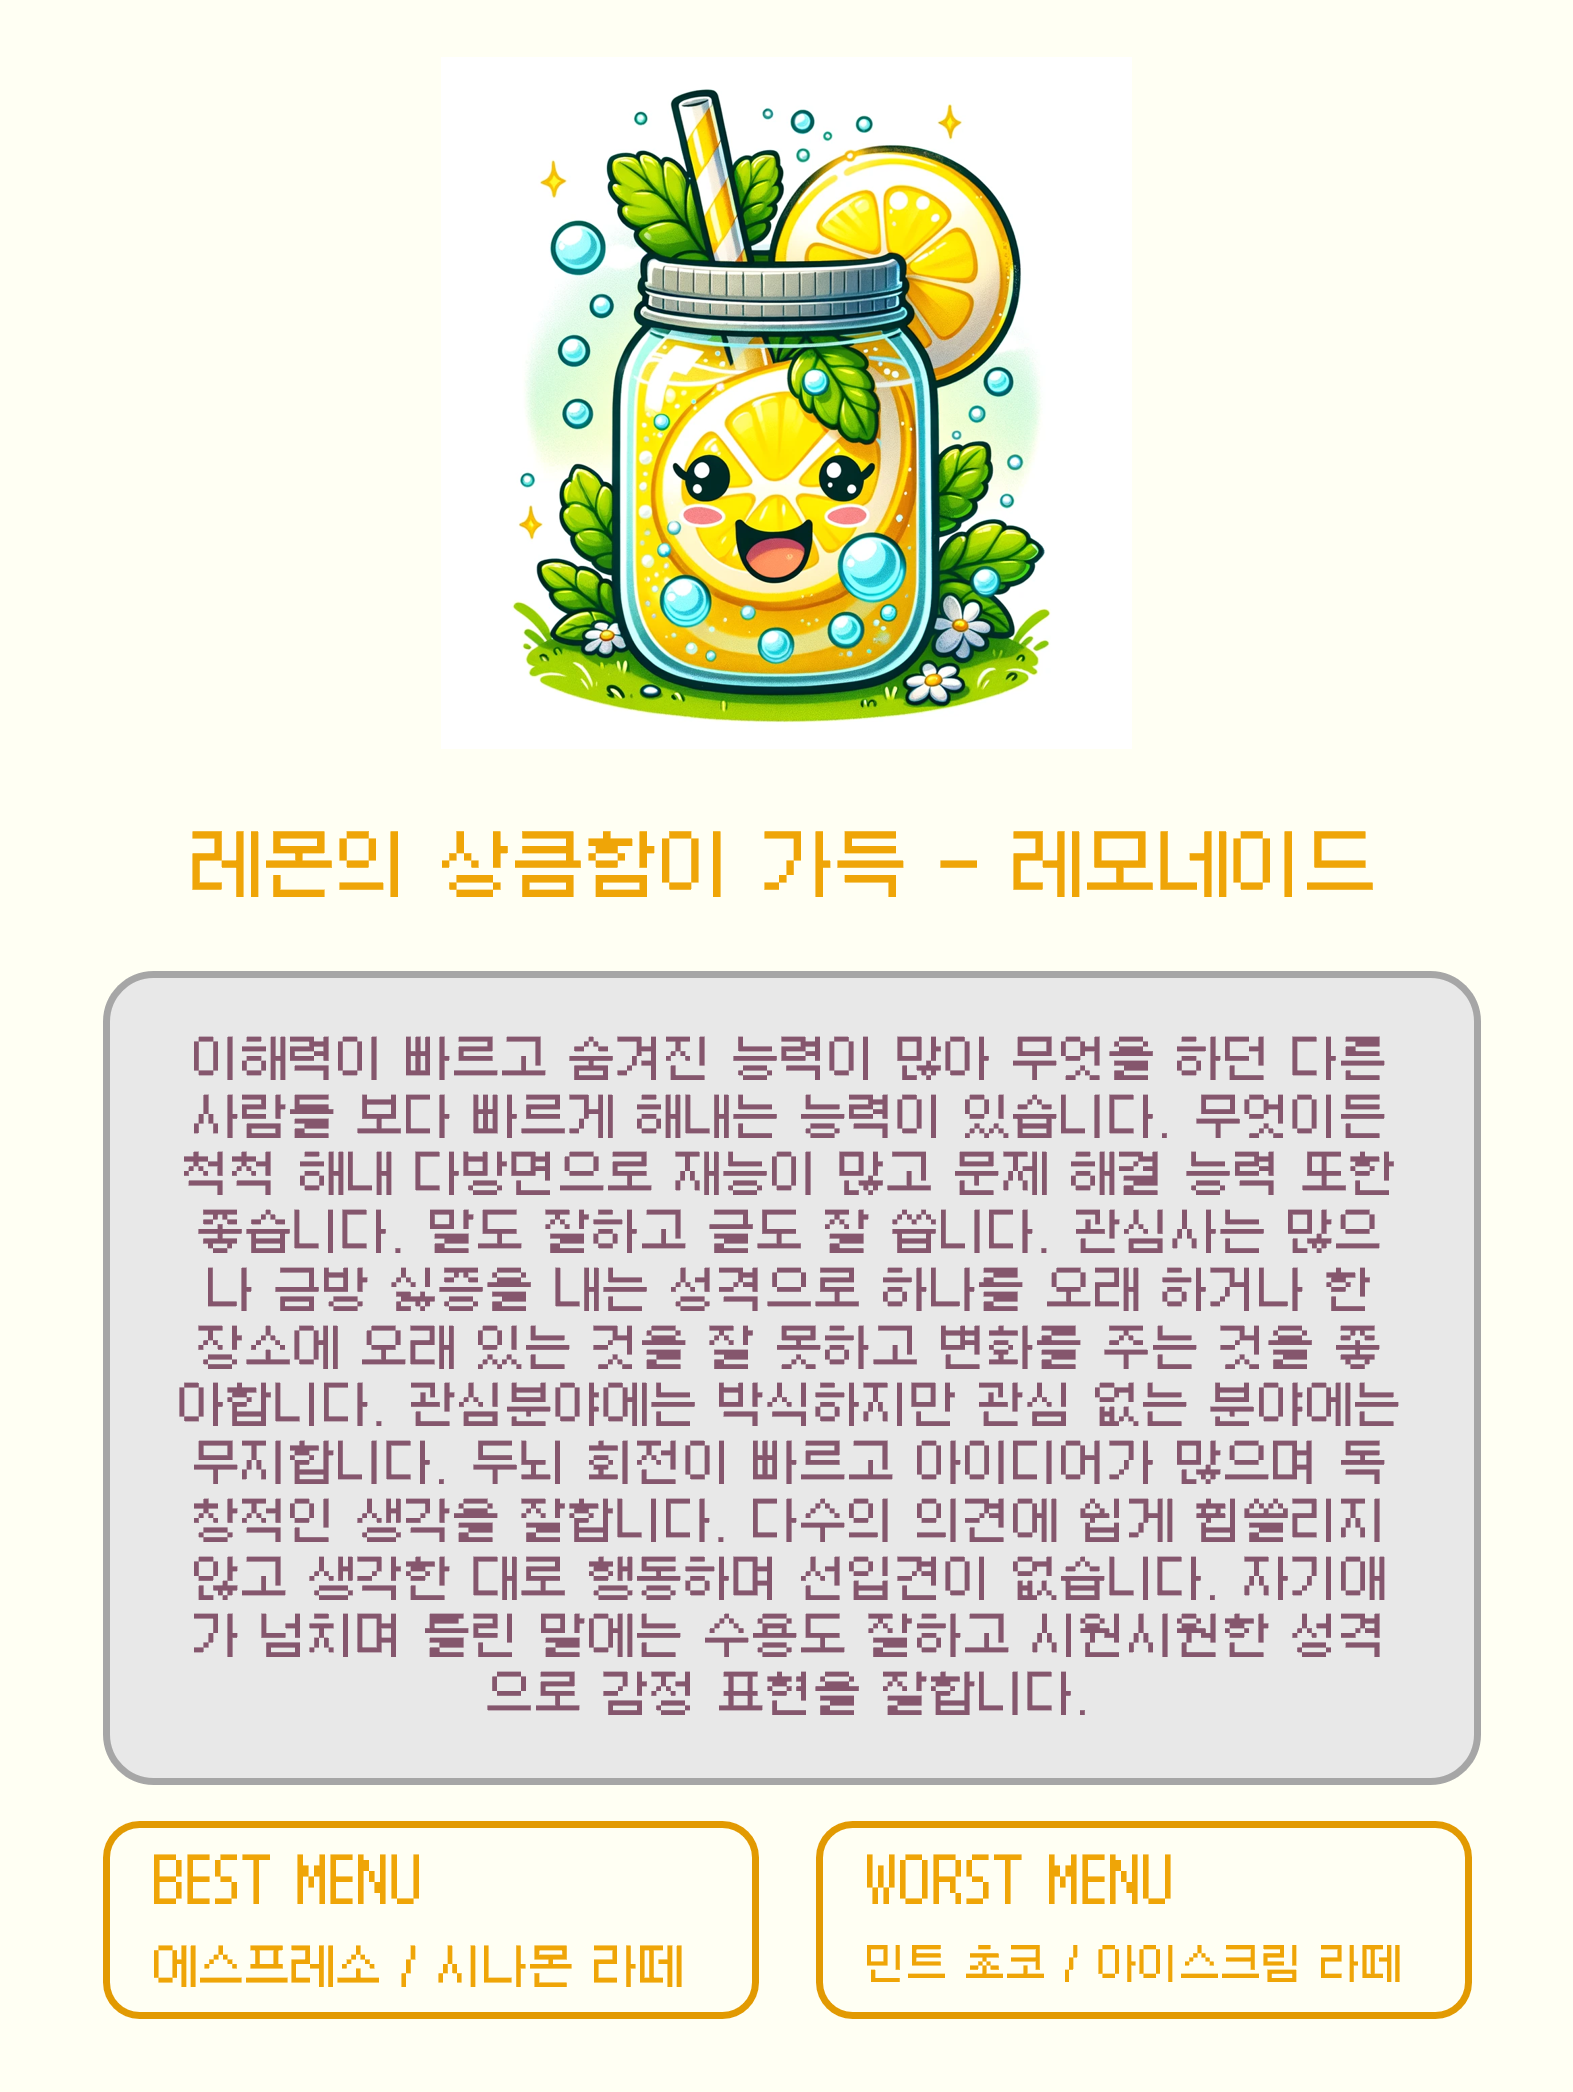 레몬의 상큼함이 가득 - 레모네이드
이해력이 빠르고 숨겨진 능력이 많아 무엇을 하던 다른
사람들 보다 빠르게 해내는 능력이 있습니다. 무엇이든
척척 해내 다방면으로 재능이 많고 문제 해결 능력 또한
좋습니다. 말도 잘하고 글도 잘 씁니다. 관심사는 많으
나 금방 싫증을 내는 성격으로 하나를 오래 하거나 한
장소에 오래 있는 것을 잘 못하고 변화를 주는 것을 좋
아합니다. 관심분야에는 박식하지만 관심 없는 분야에는
무지합니다. 두뇌 회전이 빠르고 아이디어가 많으며 독
창적인 생각을 잘합니다. 다수의 의견에 쉽게 휩쓸리지
않고 생각한 대로 행동하며 선입견이 없습니다. 자기애
가 넘치며 틀린 말에는 수용도 잘하고 시원시원한 성격
으로 감정 표현을 잘합니다.
BEST MENU
에스프레소 / 시나몬 라떼
WORST MENU
민트 초코 / 아이스크림 라떼